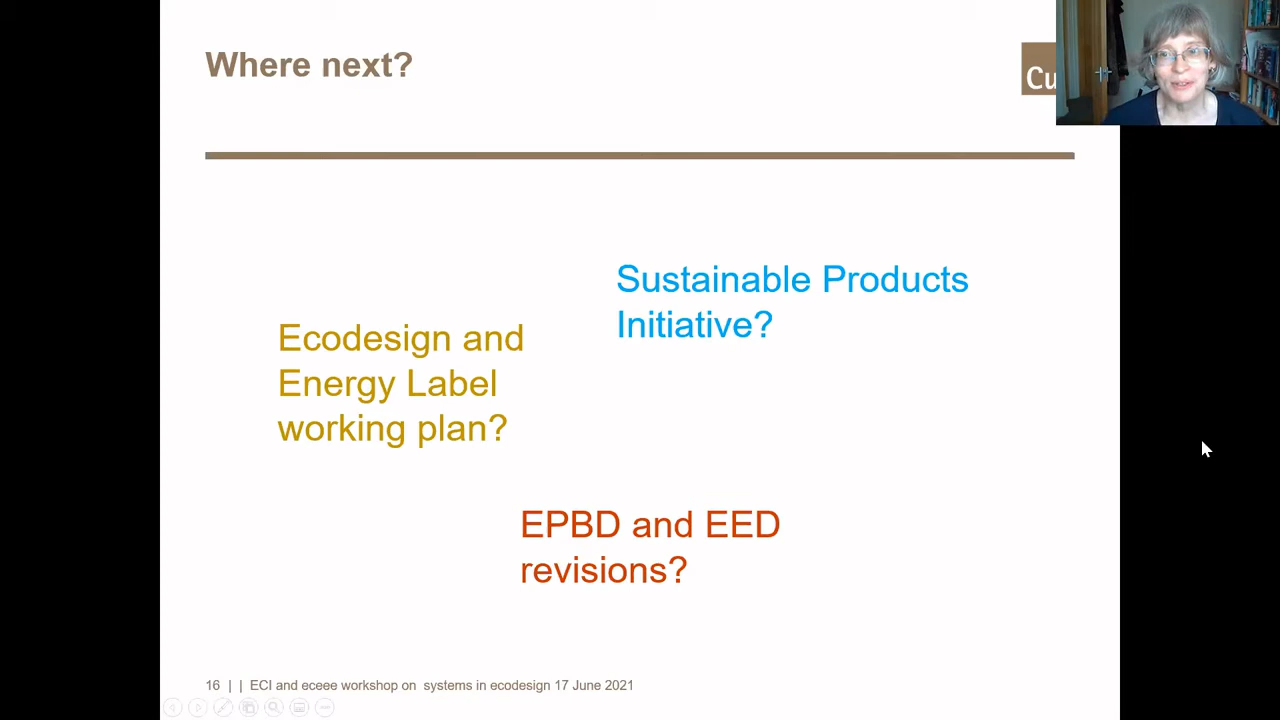 Where next?
Cu
Sustainable Products
Initiative?
Ecodesign and
Energy Label
working plan?
EPBD and EED
revisions?
16 | | ECI and eceee workshop on systems in ecodesign 17 June 2021